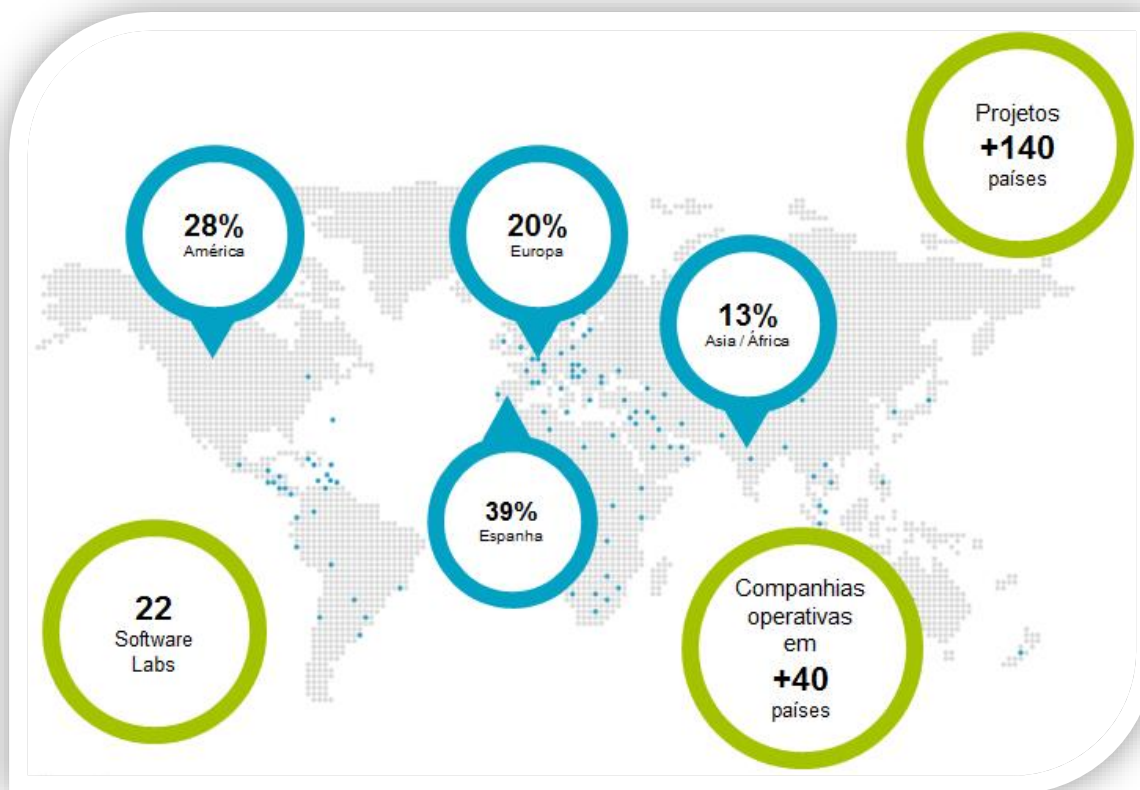 Projetos
+140
países
28%
América
20%
Europa
13%
Asia / África
39%
Espanha
22
Software
Labs
Companhias
operativas
em
+40
países